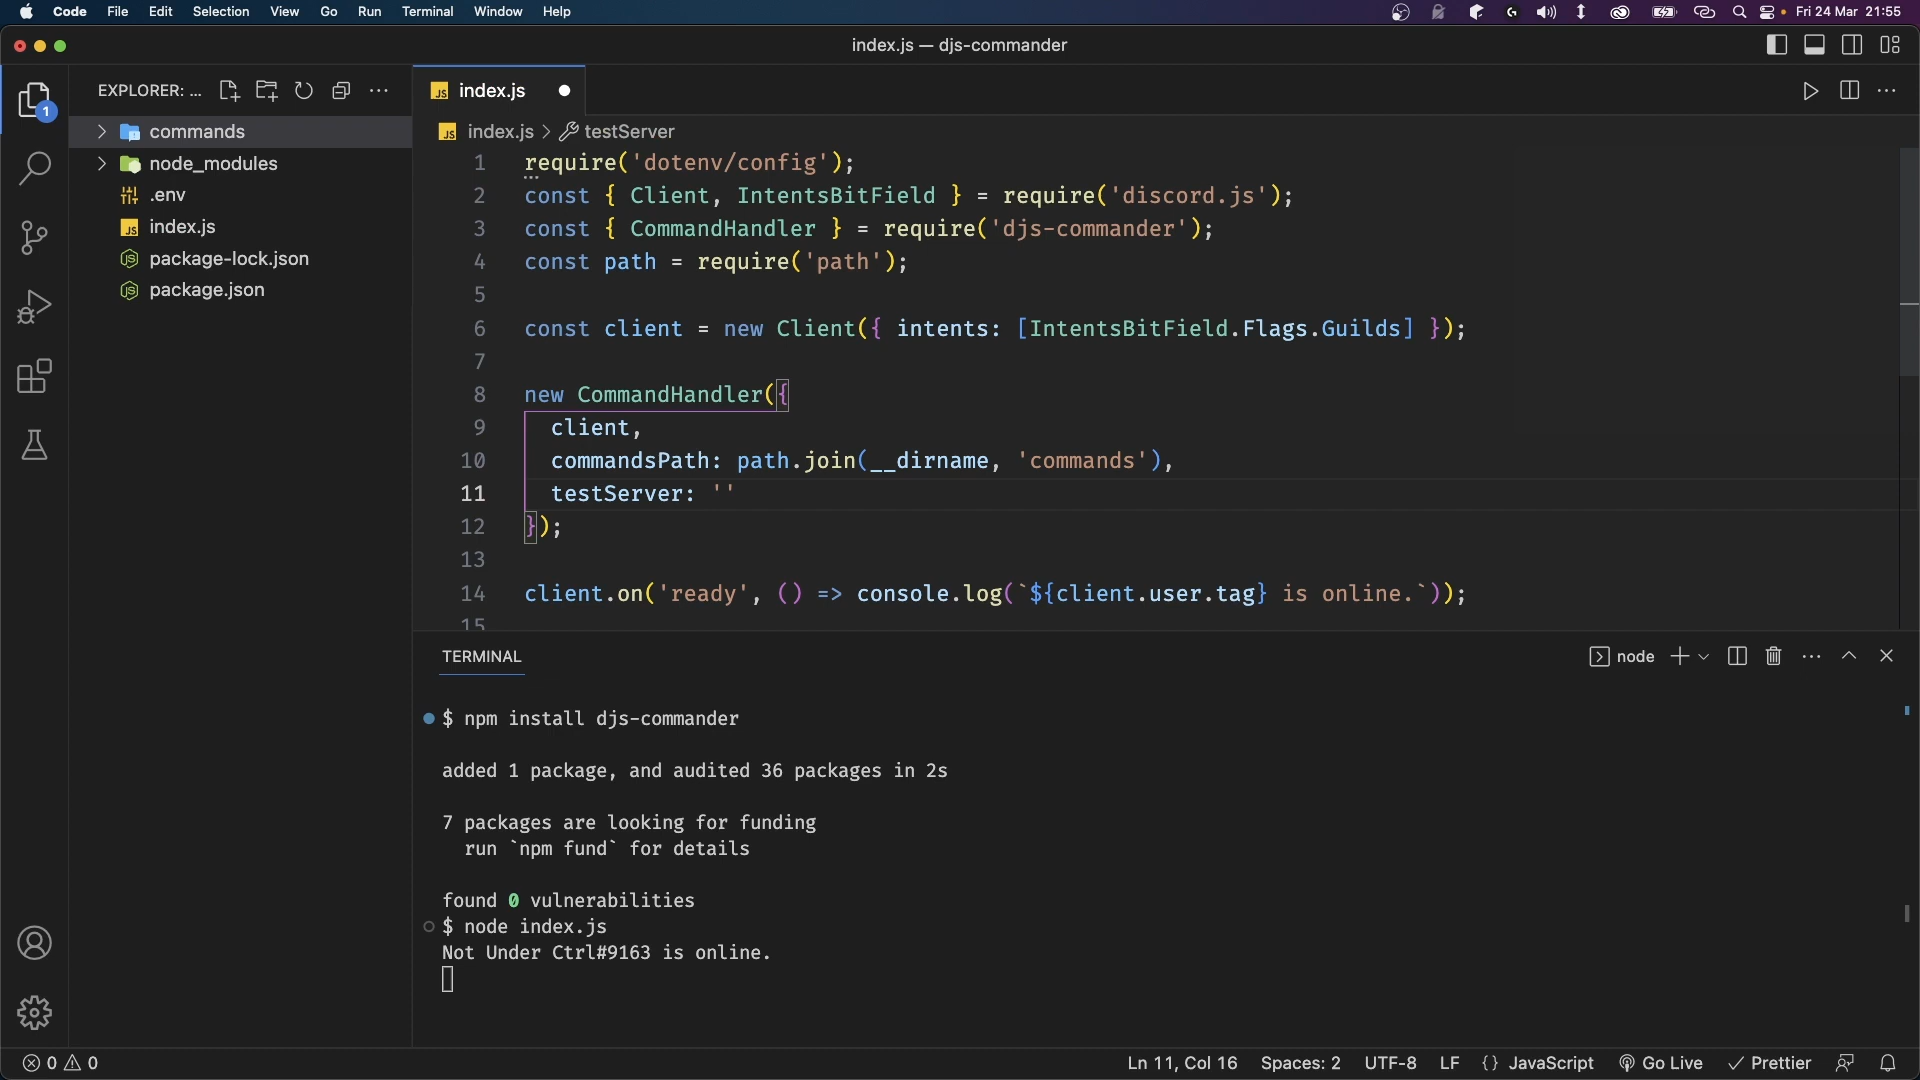 Code File Edit Selection View Go Run Terminal Window Help Fri 24 Mar 21:55
index.js — djs-commander
EXPLORER: ...
1
commands
node_modules
.env
index.js
package-lock.json
package.json
index.js
index.js > testServer
1 require('dotenv/config');
2 const { Client, IntentsBitField } = require('discord.js');
3 const { CommandHandler } = require('djs-commander');
4 const path = require('path');
5
6 const client = new Client({ intents: [IntentsBitField.Flags.Guilds] });
7
8 new CommandHandler({
9 client,
10 commandsPath: path.join(__dirname, 'commands'),
11 testServer: ''
12 });
13
14 client.on('ready', () => console.log(`${client.user.tag} is online.`));
15
TERMINAL
node
$ npm install djs-commander
added 1 package, and audited 36 packages in 2s
7 packages are looking for funding
run `npm fund` for details
found 0 vulnerabilities
$ node index.js
Not Under Ctrl#9163 is online.
0 0 Ln 11, Col 16 Spaces: 2 UTF-8 LF {} JavaScript Go Live Prettier